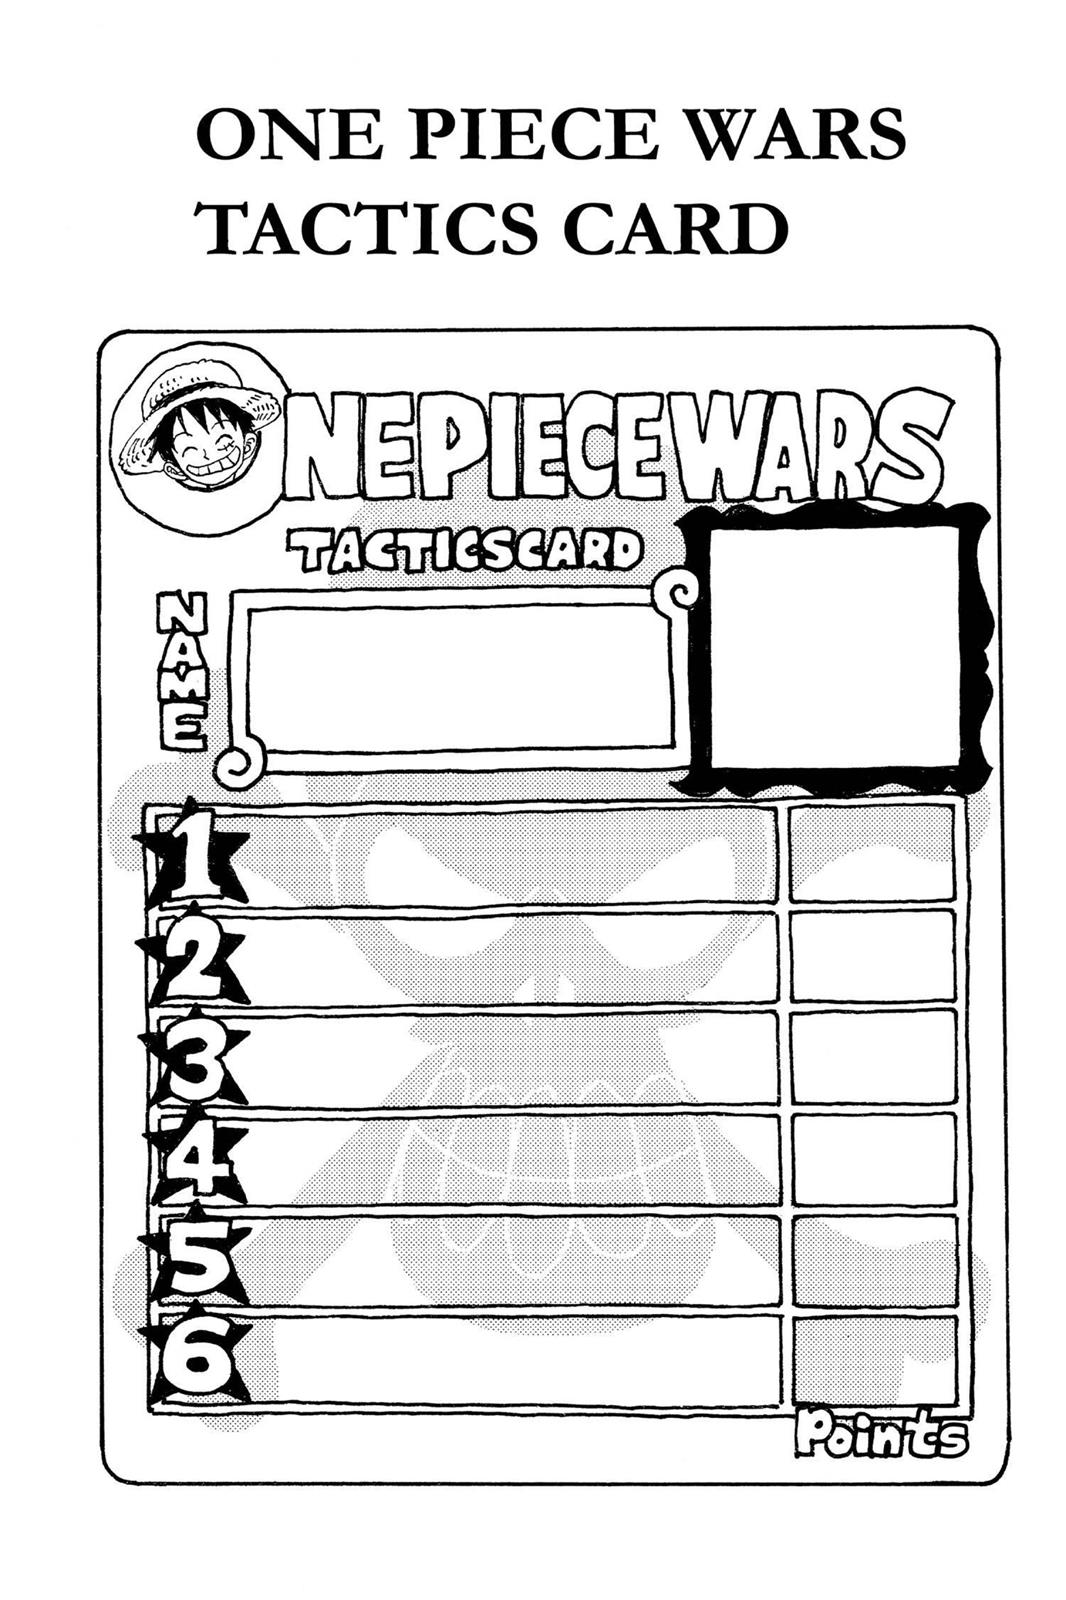 ONE PIECE WARS
TACTICS CARD
ONEPIECEWARS
TACTICSCARD
NAME
1
2
3
4
5
6
Points